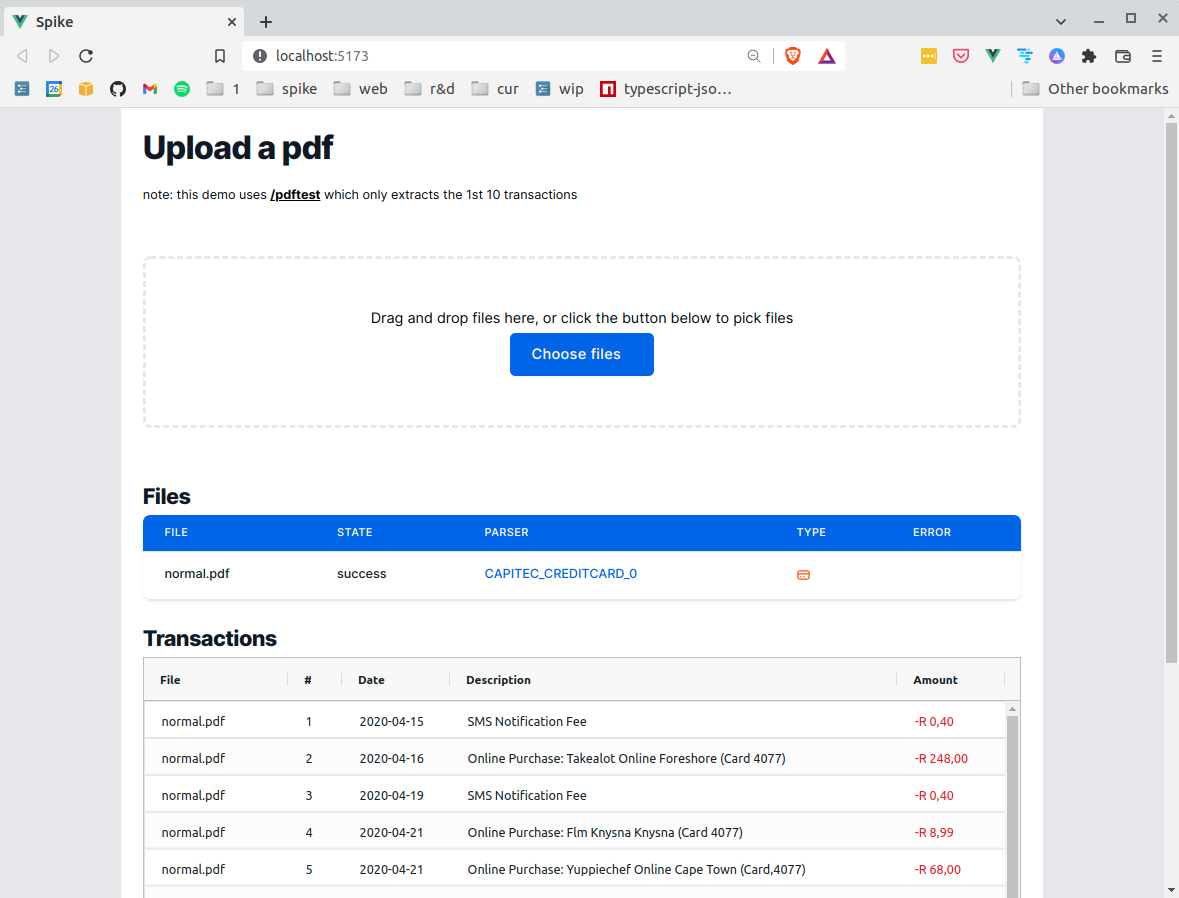 Spike
localhost:5173
26
1
spike
web
r&d
cur
wip
typescript-jso...
Other bookmarks
Upload a pdf
note: this demo uses /pdftest which only extracts the 1st 10 transactions
Drag and drop files here, or click the button below to pick files
Choose files
Files
FILE STATE PARSER TYPE ERROR
normal.pdf success CAPITEC_CREDITCARD_0
Transactions
File # Date Description Amount
normal.pdf 1 2020-04-15 SMS Notification Fee -R 0,40
normal.pdf 2 2020-04-16 Online Purchase: Takealot Online Foreshore (Card 4077) -R 248,00
normal.pdf 3 2020-04-19 SMS Notification Fee -R 0,40
normal.pdf 4 2020-04-21 Online Purchase: Flm Knysna Knysna (Card 4077) -R 8,99
normal.pdf 5 2020-04-21 Online Purchase: Yuppiechef Online Cape Town (Card,4077) -R 68,00